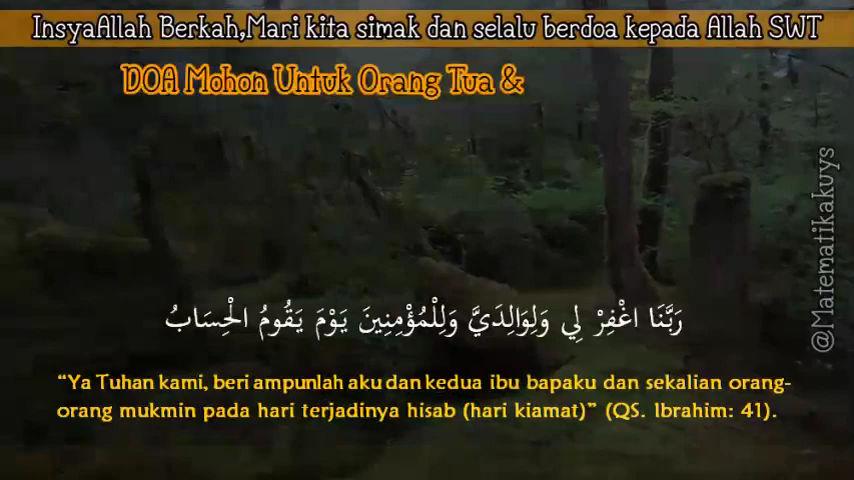 InsyaAllah Berkah,Mari kita simak dan selalu berdoa kepada Allah SWT
DOA Mohon Untuk Orang Tua &
@Matematikakuys
رَبَّنَا اغْفِرْ لِي وَلِوَالِدَيَّ وَلِلْمُؤْمِنِينَ يَوْمَ يَقُومُ الْحِسَابُ
“Ya Tuhan kami, beri ampunlah aku dan kedua ibu bapaku dan sekalian orang-
orang mukmin pada hari terjadinya hisab (hari kiamat)” (QS. Ibrahim: 41).